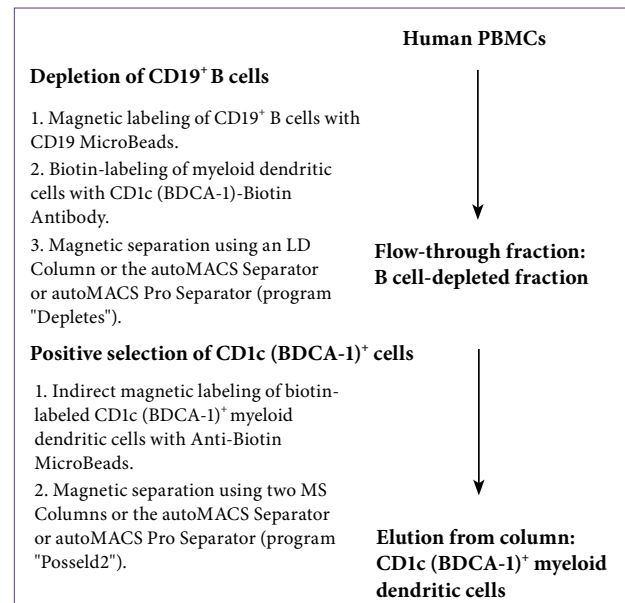 Human PBMCs
Depletion of CD19⁺ B cells
1. Magnetic labeling of CD19⁺ B cells with
CD19 MicroBeads.
2. Biotin-labeling of myeloid dendritic
cells with CD1c (BDCA-1)-Biotin
Antibody.
3. Magnetic separation using an LD
Column or the autoMACS Separator
or autoMACS Pro Separator (program
"Depletes").
Flow-through fraction:
B cell-depleted fraction
Positive selection of CD1c (BDCA-1)⁺ cells
1. Indirect magnetic labeling of biotin-
labeled CD1c (BDCA-1)⁺ myeloid
dendritic cells with Anti-Biotin
MicroBeads.
2. Magnetic separation using two MS
Columns or the autoMACS Separator
or autoMACS Pro Separator (program
"Posseld2").
Elution from column:
CD1c (BDCA-1)⁺ myeloid
dendritic cells